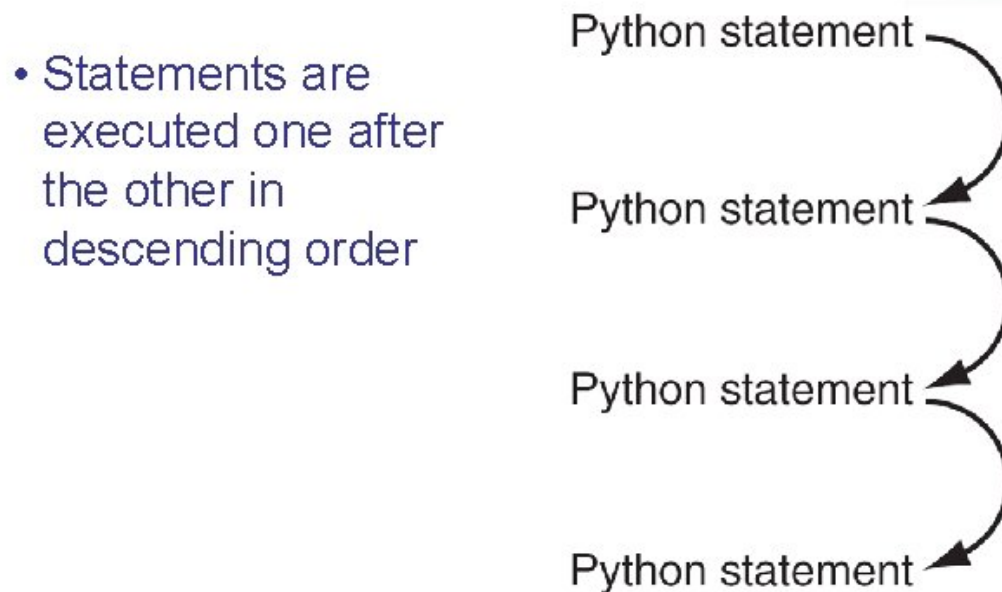 • Statements are
executed one after
the other in
descending order
Python statement
Python statement
Python statement
Python statement